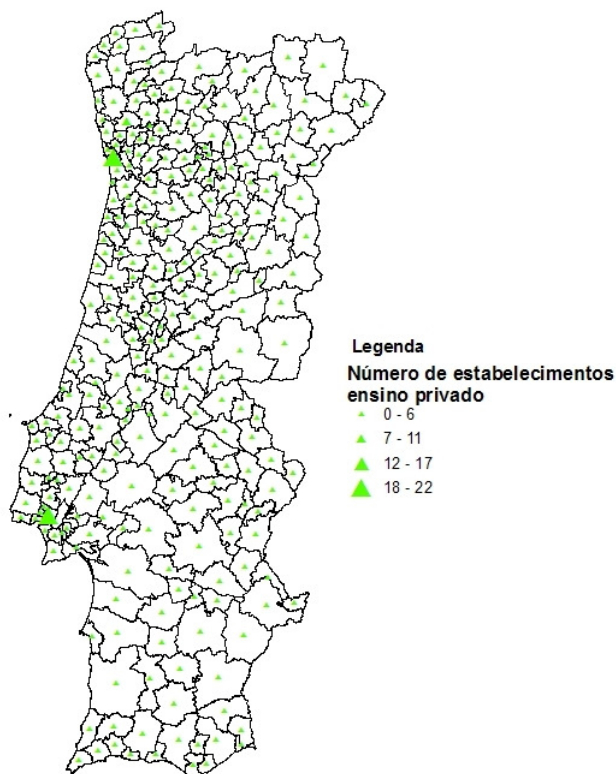 Legenda
Número de estabelecimentos
ensino privado
0 - 6
7 - 11
12 - 17
18 - 22